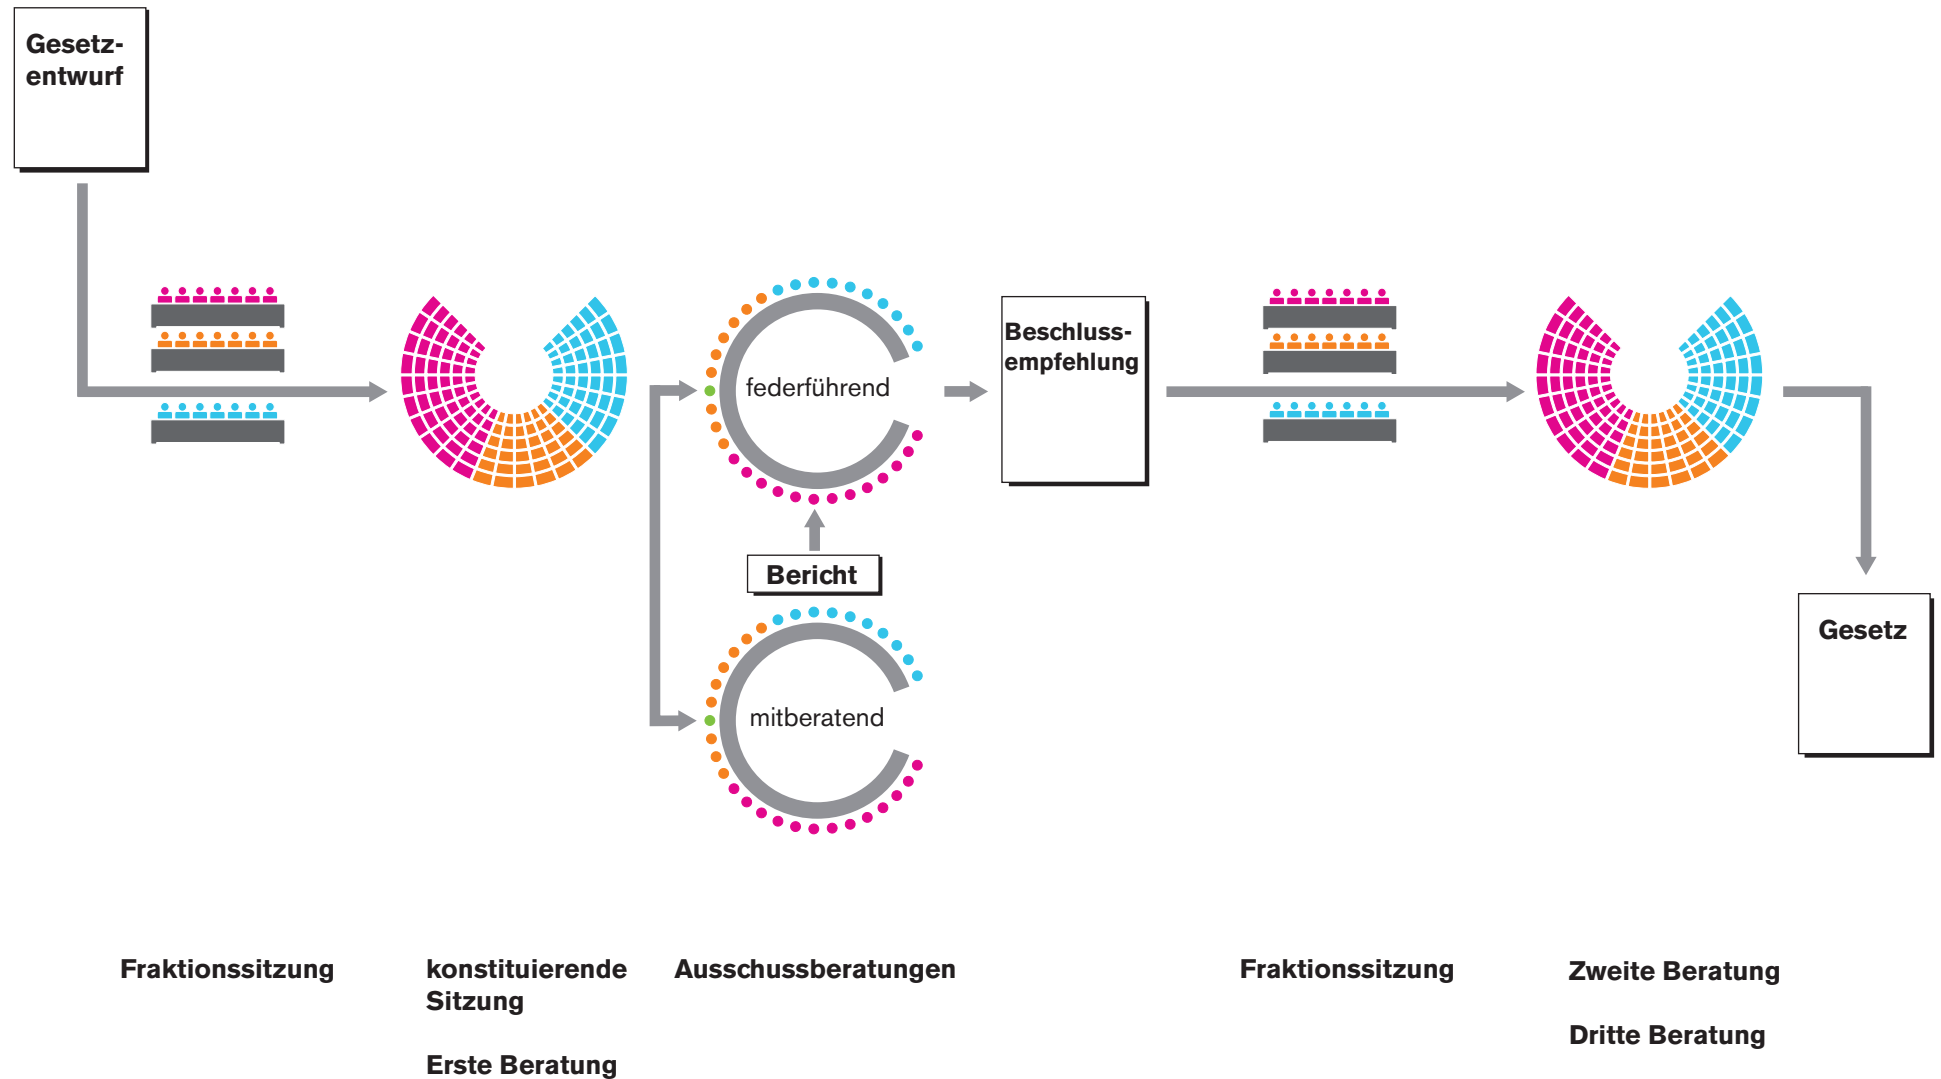 Gesetz-
entwurf
federführend
Beschluss-
empfehlung
Bericht
mitberatend
Gesetz
Fraktionssitzung
konstituierende
Sitzung
Erste Beratung
Ausschussberatungen
Fraktionssitzung
Zweite Beratung
Dritte Beratung